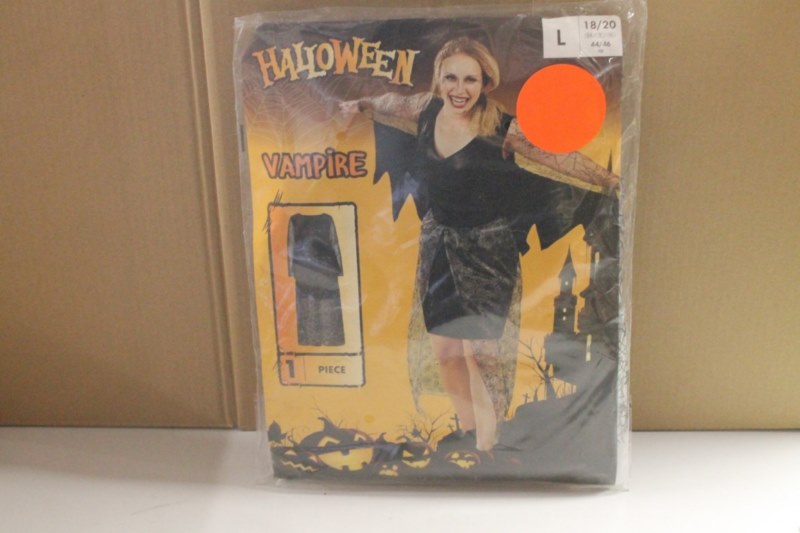 HALLOWEEN
L
18/20
44/46
VAMPIRE
1
PIECE